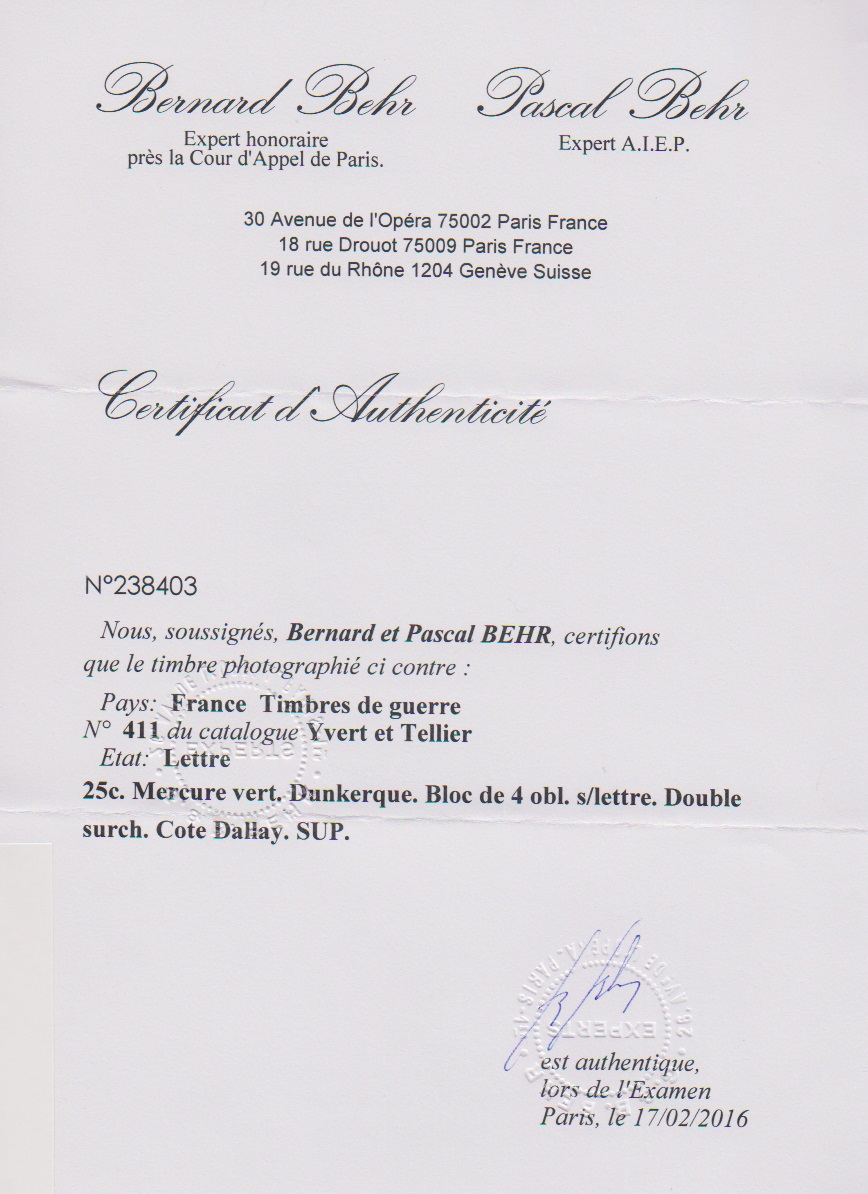 Bernard Behr
Expert honoraire
près la Cour d'Appel de Paris.
Pascal Behr
Expert A.I.E.P.
30 Avenue de l'Opéra 75002 Paris France
18 rue Drouot 75009 Paris France
19 rue du Rhône 1204 Genève Suisse
Certificat d'Authenticité
N°238403
Nous, soussignés, Bernard et Pascal BEHR, certifions
que le timbre photographié ci contre :
Pays: France Timbres de guerre
N° 411 du catalogue Yvert et Tellier
Etat: Lettre
25c. Mercure vert. Dunkerque. Bloc de 4 obl. s/lettre. Double
surch. Cote Dallay. SUP.
EXPERTS
est authentique,
lors de l'Examen
Paris, le 17/02/2016